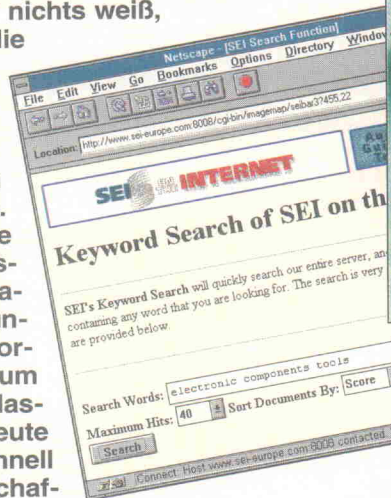 nichts weiß,
die
Netscape - [SEI Search Function]
File Edit View Go Bookmarks Options Directory Window
Location: http://www.sei-europe.com:8008/cgi-bin/imagemap/seibar37455,22
SEI INTERNET
Keyword Search of SEI on th
SEI's Keyword Search will quickly search our entire server, an
containing any word that you are looking for. The search is very
are provided below.
Search Words: electronic components tools
Maximum Hits: 40 Sort Documents By: Score
Search
Connect: Host www.sei-europe.com:8008 contacted.
.
e
s-
a-
un-
or-
um
das-
eute
nell
chaf-